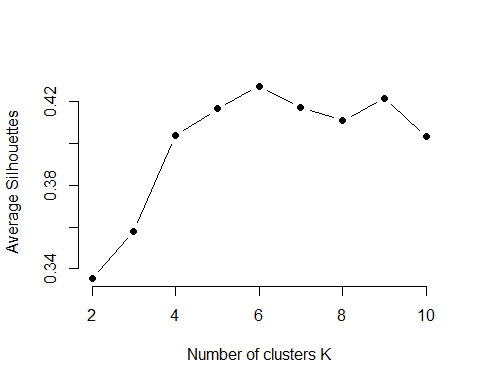 Average Silhouettes
0.42
0.38
0.34
2 4 6 8 10
Number of clusters K